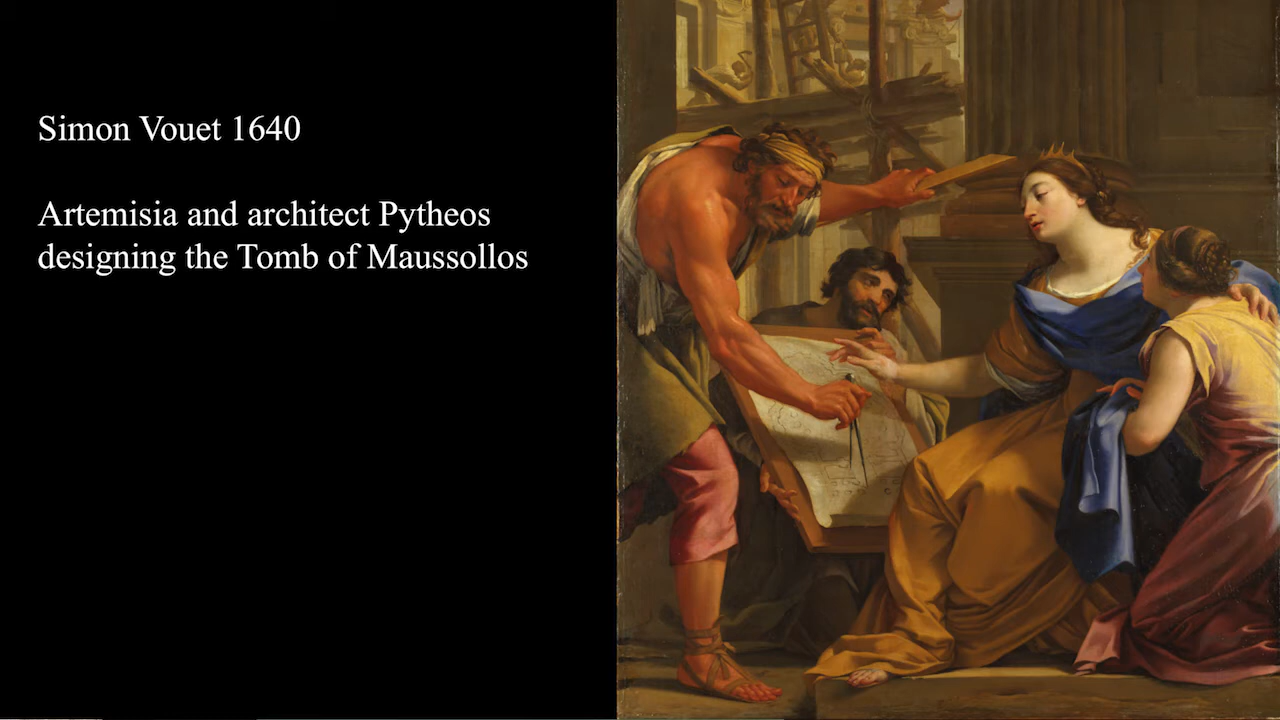 Simon Vouet 1640
Artemisia and architect Pytheos
designing the Tomb of Maussollos